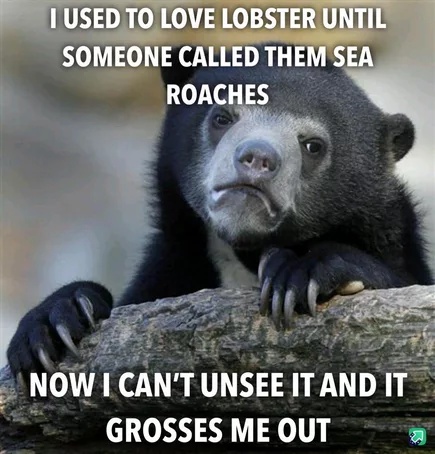 I USED TO LOVE LOBSTER UNTIL
SOMEONE CALLED THEM SEA
ROACHES
NOW I CAN'T UNSEE IT AND IT
GROSSES ME OUT